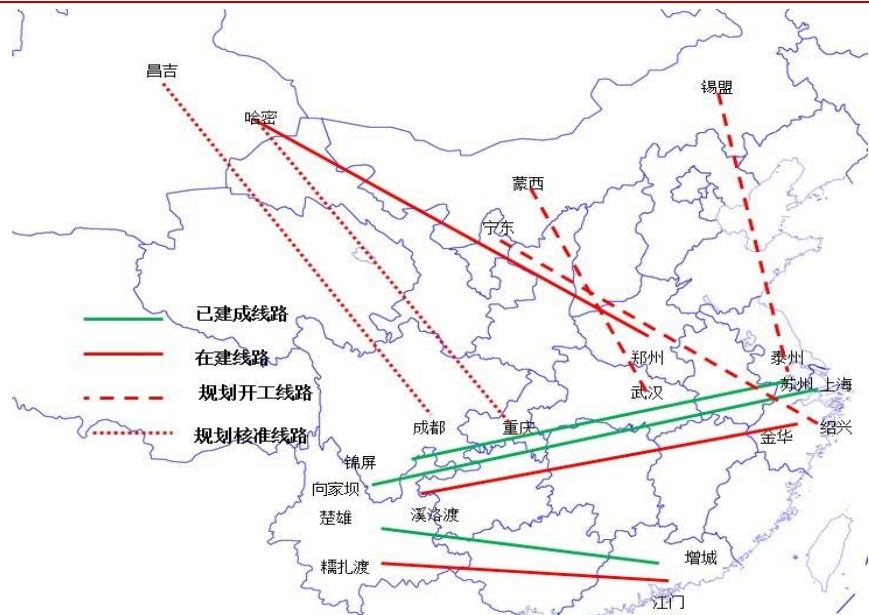 昌吉
锡盟
哈密
蒙西
宁东
已建成线路
在建线路
规划开工线路
规划核准线路
郑州
泰州
武汉
苏州
上海
成都
重庆
金华
绍兴
锦屏
向家坝
楚雄
溪洛渡
糯扎渡
增城
江门